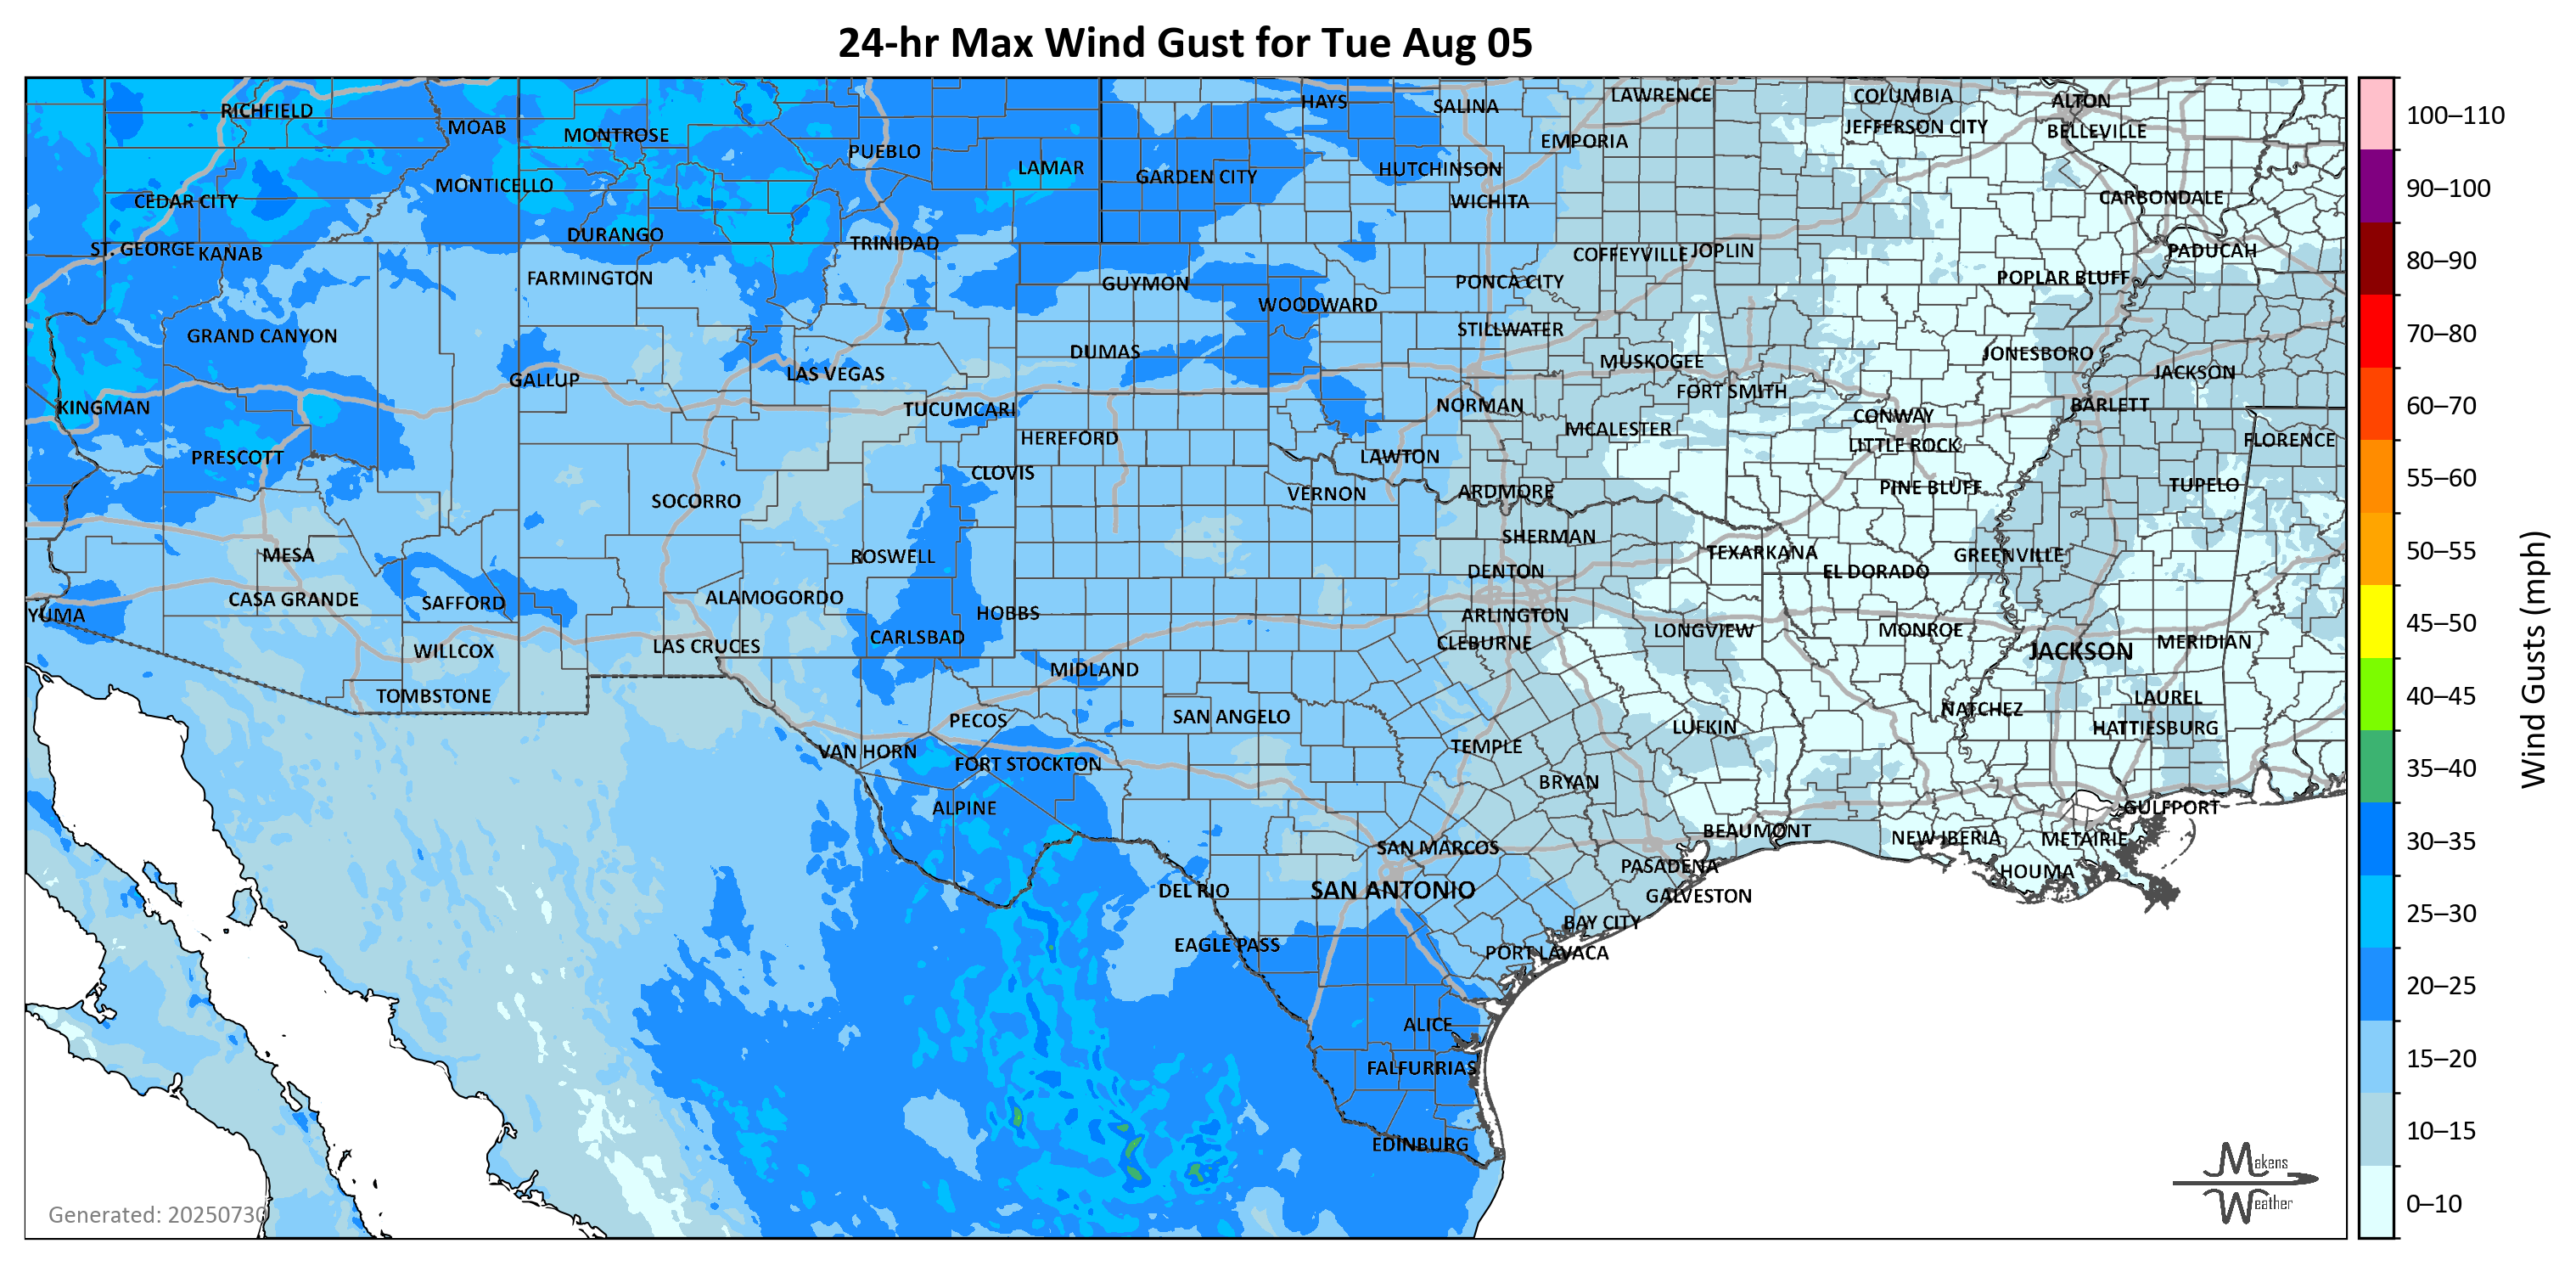 24-hr Max Wind Gust for Tue Aug 05
RICHFIELD
MOAB
MONTROSE
PUEBLO
LAMAR
HAYS
SALINA
LAWRENCE
COLUMBIA
ALTON
EMPORIA
JEFFERSON CITY
BELLEVILLE
CEDAR CITY
MONTICELLO
GARDEN CITY
HUTCHINSON
WICHITA
CARBONDALE
ST. GEORGE
KANAB
DURANGO
TRINIDAD
COFFEYVILLE
JOPLIN
PADUCAH
FARMINGTON
GUYMON
WOODWARD
PONCA CITY
POPLAR BLUFF
GRAND CANYON
DUMAS
STILLWATER
MUSKOGEE
JONESBORO
JACKSON
GALLUP
LAS VEGAS
FORT SMITH
KINGMAN
TUCUMCARI
NORMAN
CONWAY
BARLETT
PRESCOTT
HEREFORD
MCALESTER
LITTLE ROCK
FLORENCE
CLOVIS
LAWTON
SOCORRO
VERNON
ARDMORE
PINE BLUFF
TUPELO
MESA
ROSWELL
SHERMAN
TEXARKANA
GREENVILLE
DENTON
EL DORADO
CASA GRANDE
SAFFORD
ALAMOGORDO
HOBBS
ARLINGTON
YUMA
WILLCOX
LAS CRUCES
CARLSBAD
CLEBURNE
LONGVIEW
MONROE
JACKSON
MERIDIAN
TOMBSTONE
MIDLAND
LAUREL
PECOS
SAN ANGELO
NATCHEZ
VAN HORN
FORT STOCKTON
TEMPLE
LUFKIN
HATTIESBURG
ALPINE
BRYAN
GULFPORT
SAN MARCOS
BEAUMONT
NEW IBERIA
METAIRIE
DEL RIO
SAN ANTONIO
PASADENA
GALVESTON
HOUMA
EAGLE PASS
BAY CITY
PORT LAVACA
ALICE
FALFURRIAS
EDINBURG
Generated: 20250730
Makens
Weather
100–110
90–100
80–90
70–80
60–70
55–60
50–55
45–50
40–45
35–40
30–35
25–30
20–25
15–20
10–15
0–10
Wind Gusts (mph)